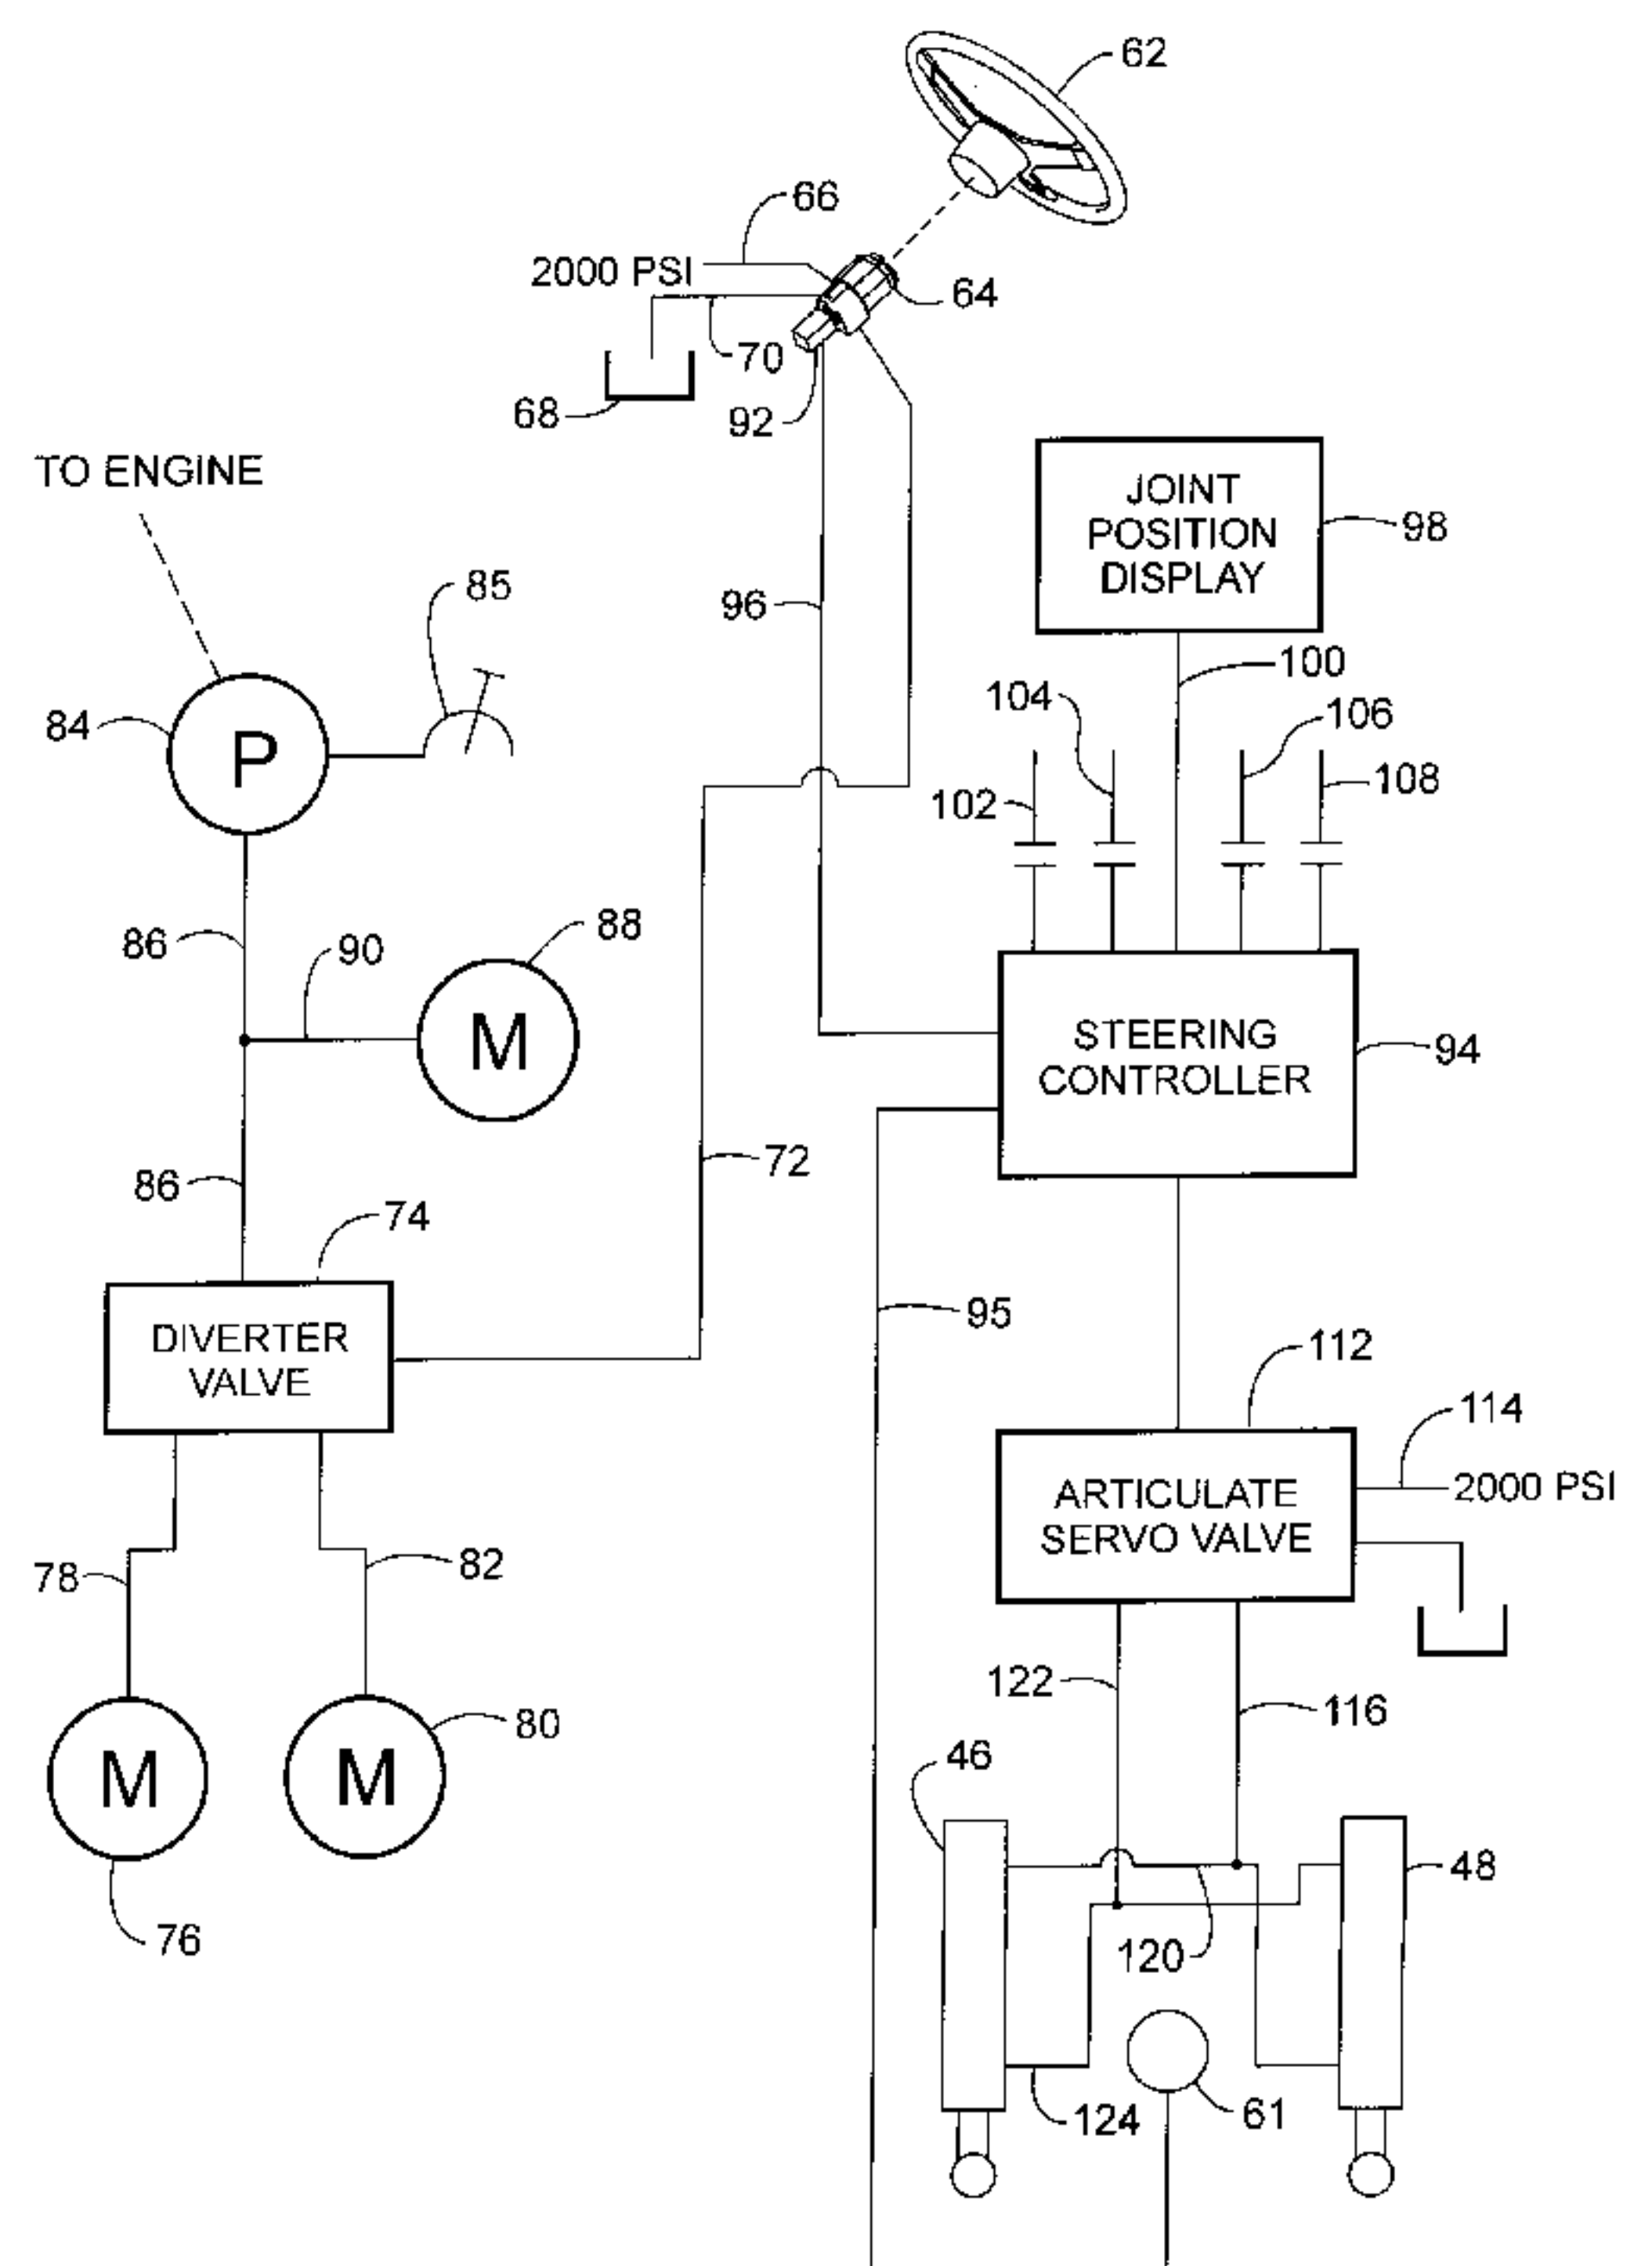 62
66
2000 PSI
64
70
68
92
TO ENGINE
JOINT
POSITION
DISPLAY
98
85
96
100
84
P
104
106
102
108
86
90
88
M
STEERING
CONTROLLER
94
72
86
74
DIVERTER
VALVE
95
112
114
ARTICULATE
SERVO VALVE
2000 PSI
78
82
122
116
80
M
M
46
48
76
120
124
61